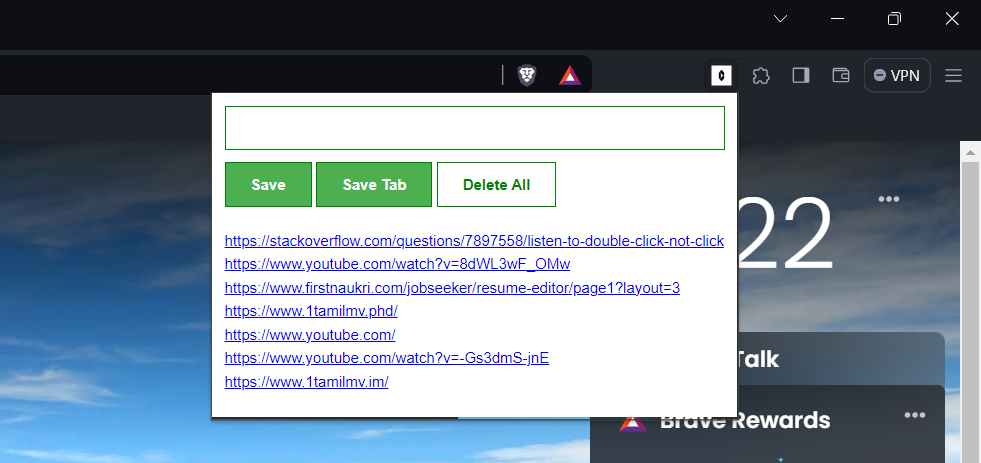 VPN
Save Save Tab Delete All
https://stackoverflow.com/questions/7897558/listen-to-double-click-not-click
https://www.youtube.com/watch?v=8dWL3wF_OMw
https://www.firstnaukri.com/jobseeker/resume-editor/page1?layout=3
https://www.1tamilmv.phd/
https://www.youtube.com/
https://www.youtube.com/watch?v=-Gs3dmS-jnE
https://www.1tamilmv.im/
22
Talk
Brave Rewards